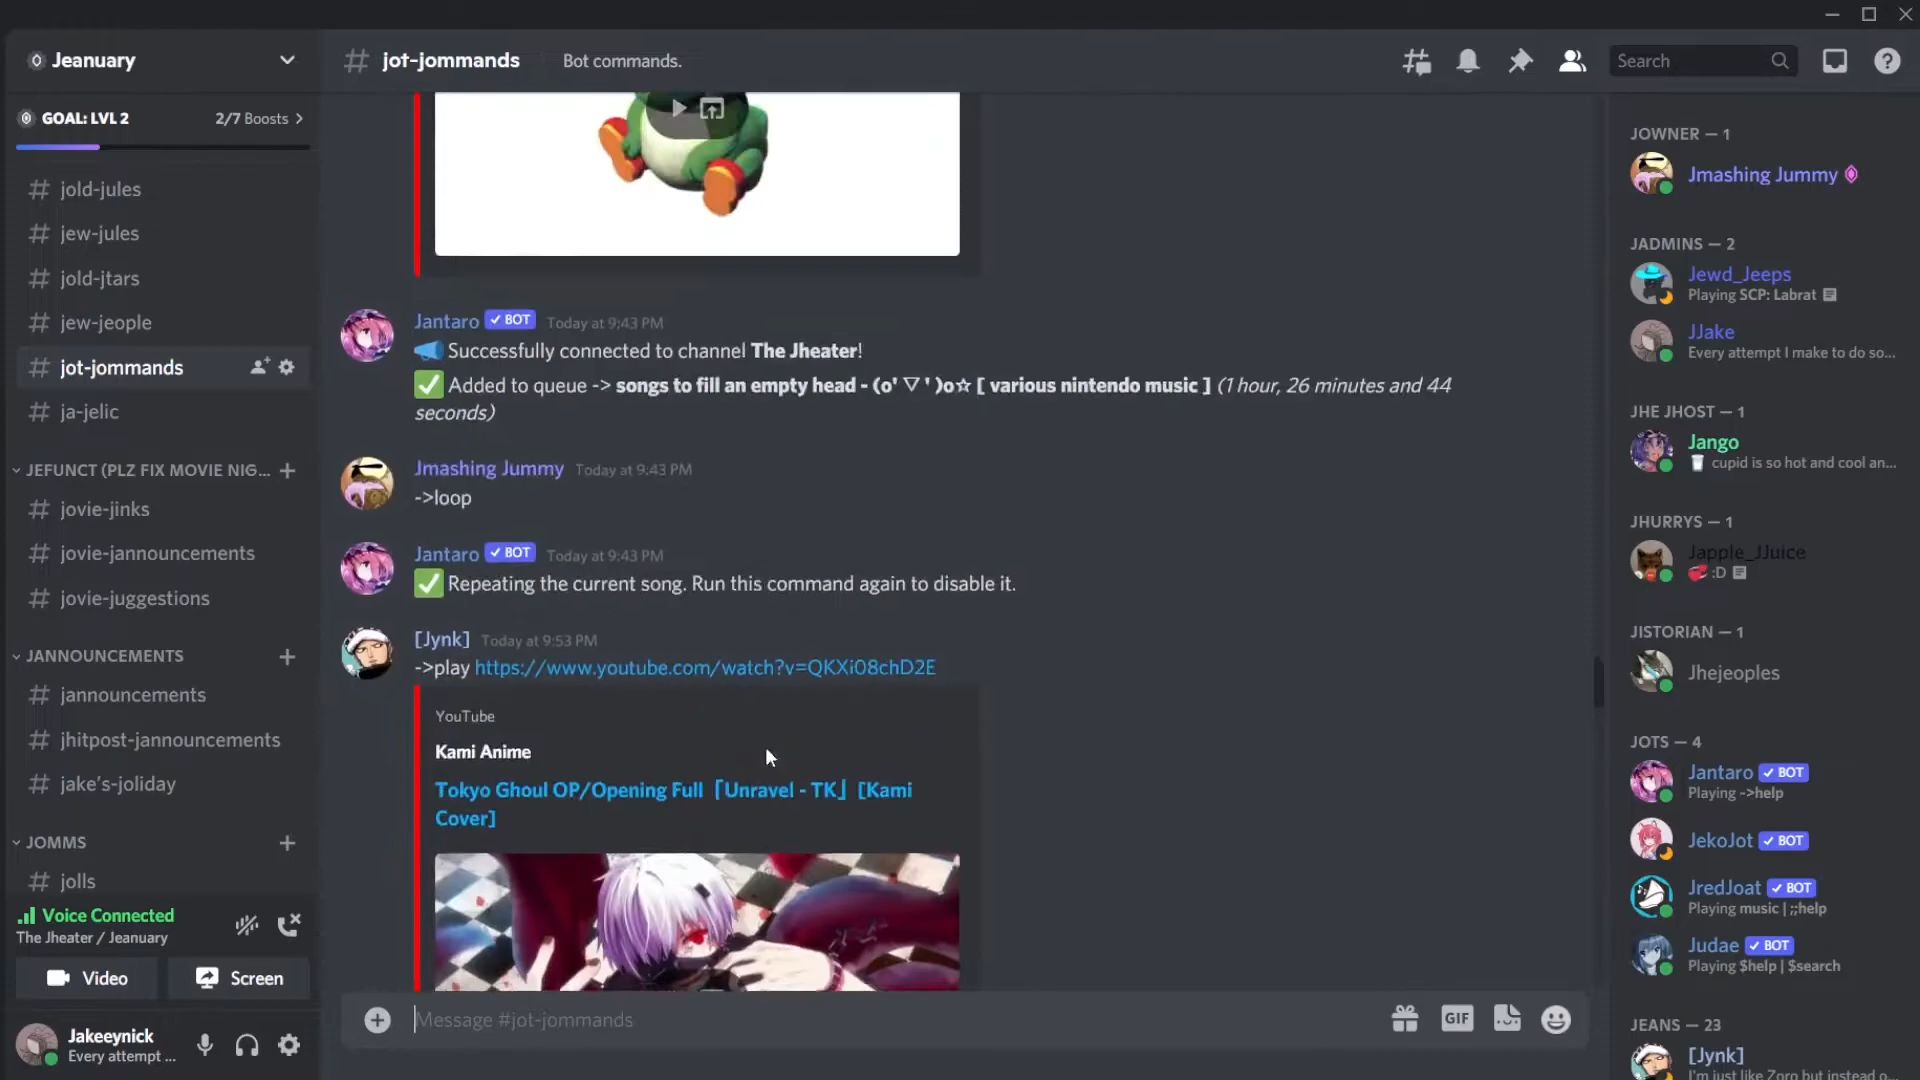 Jeanuary
GOAL: LVL 2
2/7 Boosts
jold-jules
jew-jules
jold-jtars
jew-jeople
jot-jommands
ja-jelic
JEFUNCT (PLZ FIX MOVIE NIG...
jovie-jinks
jovie-jannouncements
jovie-juggestions
JANNOUNCEMENTS
jannouncements
jhitpost-jannouncements
jake's-joliday
JOMMS
jolls
Voice Connected
The Jheater / Jeanuary
Video
Screen
Jakeeynick
Every attempt ...
# jot-jommands
Bot commands.
Search
Jantaro ✓ BOT Today at 9:43 PM
Successfully connected to channel The Jheater!
Added to queue -> songs to fill an empty head - (o' ▽ ' )o☆ [ various nintendo music ] (1 hour, 26 minutes and 44
seconds)
Jmashing Jummy Today at 9:43 PM
->loop
Jantaro ✓ BOT Today at 9:43 PM
Repeating the current song. Run this command again to disable it.
[Jynk] Today at 9:53 PM
->play https://www.youtube.com/watch?v=QKXi08chD2E
YouTube
Kami Anime
Tokyo Ghoul OP/Opening Full「Unravel - TK」[Kami
Cover]
Message #jot-jommands
GIF
JOWNER — 1
Jmashing Jummy
JADMINS — 2
Jewd_Jeeps
Playing SCP: Labrat
JJake
Every attempt I make to do so...
JHE JHOST — 1
Jango
cupid is so hot and cool an...
JHURRYS — 1
Japple_JJuice
:D
JISTORIAN — 1
Jhejeoples
JOTS — 4
Jantaro ✓ BOT
Playing ->help
JekoJot ✓ BOT
JredJoat ✓ BOT
Playing music | ;;help
Judae ✓ BOT
Playing $help | $search
JEANS — 23
[Jynk]
I'm just like Zoro but instead o...